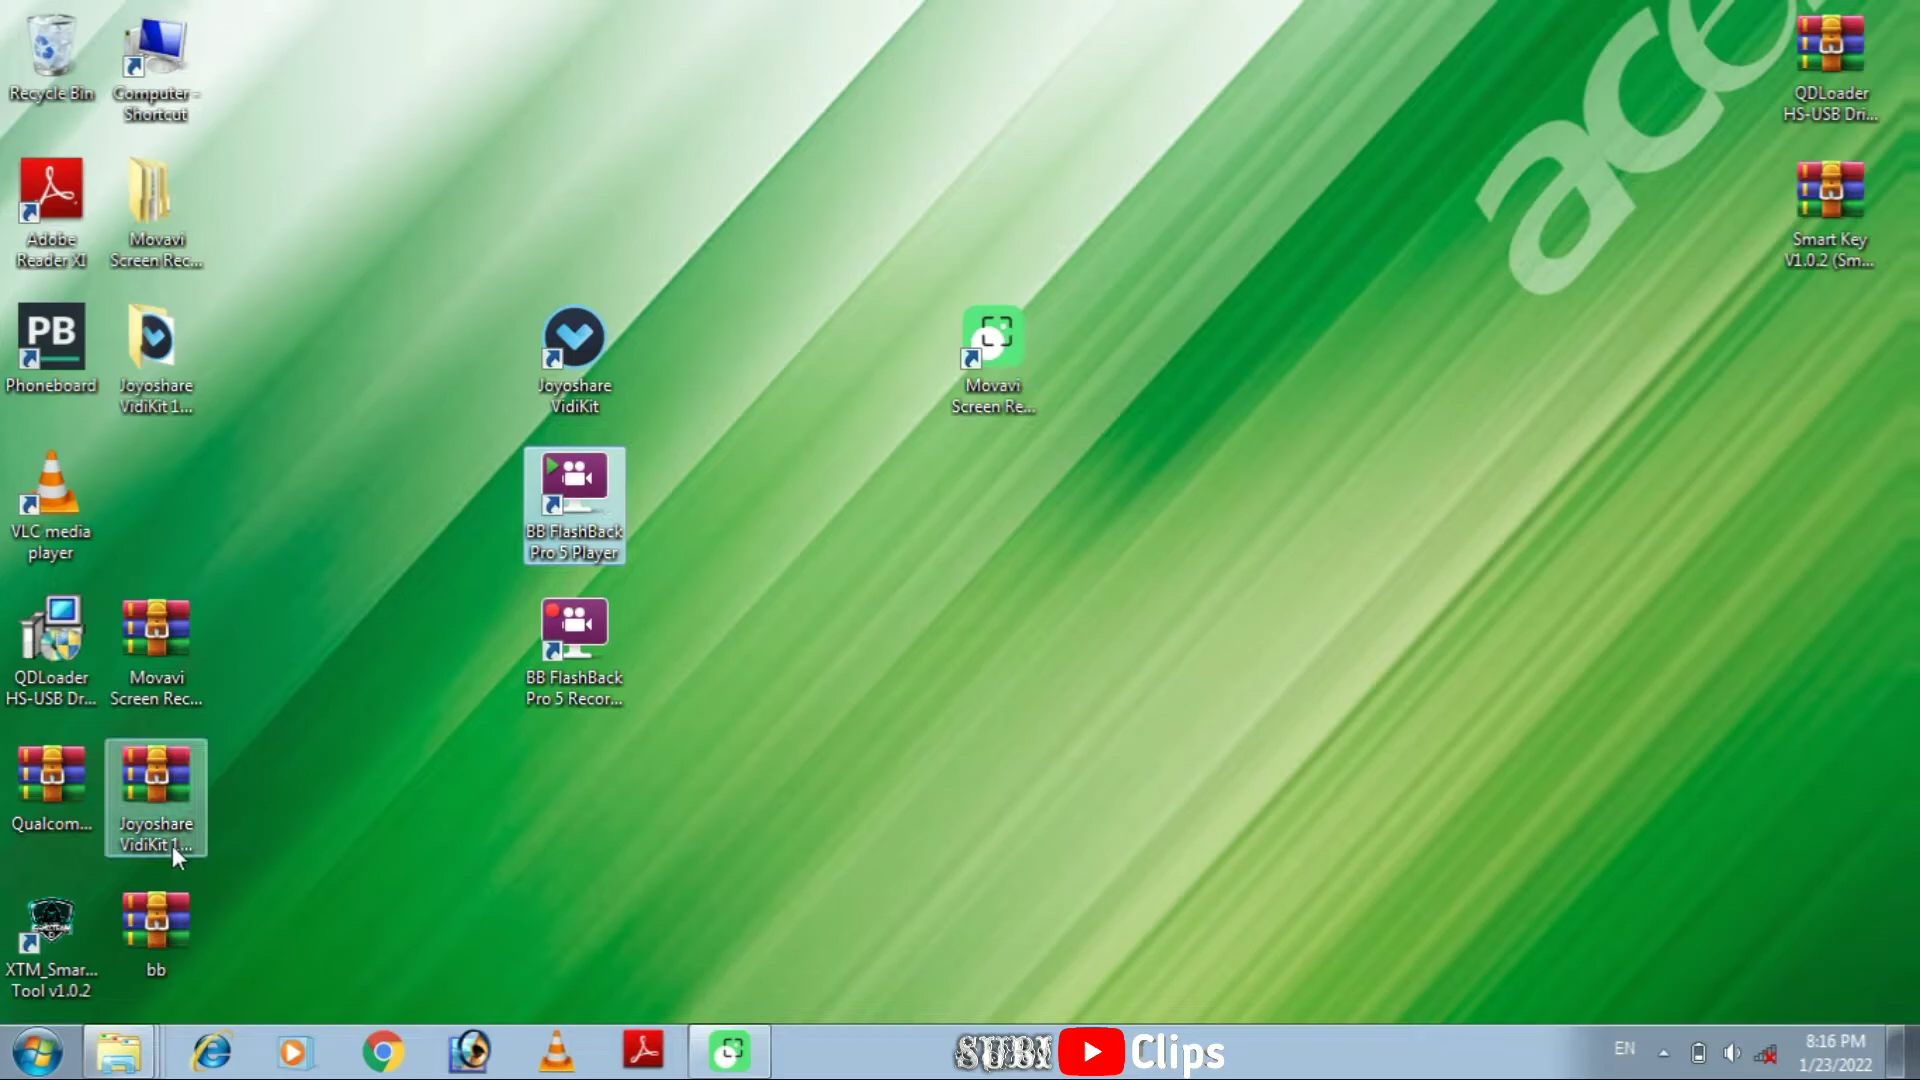 Recycle Bin
Computer -
Shortcut
Adobe
Reader XI
Movavi
Screen Rec...
PB
Phoneboard
Joyoshare
VidiKit 1...
VLC media
player
QDLoader
HS-USB Dr...
Movavi
Screen Rec...
Qualcom...
Joyoshare
VidiKit 1...
XTM_Smar...
Tool v1.0.2
bb
Joyoshare
VidiKit
BB FlashBack
Pro 5 Player
BB FlashBack
Pro 5 Recor...
Movavi
Screen Re...
acer
QDLoader
HS-USB Dri...
Smart Key
V1.0.2 (Sm...
Clips
EN
8:16 PM
1/23/2022